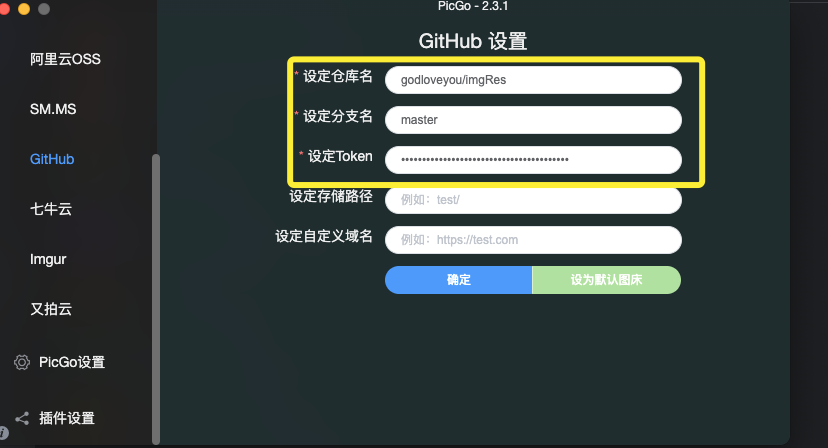 PicGo - 2.3.1
阿里云OSS
SM.MS
GitHub
七牛云
Imgur
又拍云
PicGo设置
插件设置
GitHub 设置
* 设定仓库名 godloveyou/imgRes
* 设定分支名 master
* 设定Token ••••••••••••••••••••••••••••••••••••••••
设定存储路径 例如：test/
设定自定义域名 例如：https://test.com
确定 设为默认图床